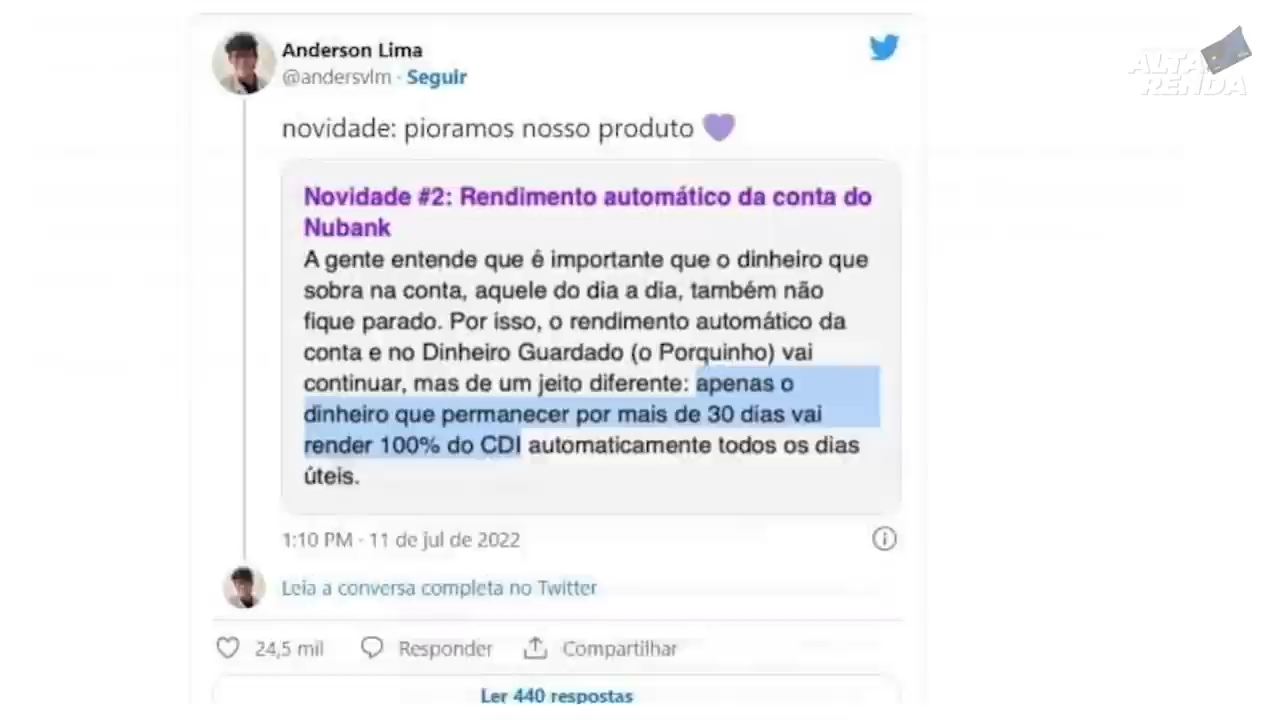 Anderson Lima
@andersvlm · Seguir
ALTA
RENDA
novidade: pioramos nosso produto 💜
Novidade #2: Rendimento automático da conta do
Nubank
A gente entende que é importante que o dinheiro que
sobra na conta, aquele do dia a dia, também não
fique parado. Por isso, o rendimento automático da
conta e no Dinheiro Guardado (o Porquinho) vai
continuar, mas de um jeito diferente: apenas o
dinheiro que permanecer por mais de 30 dias vai
render 100% do CDI automaticamente todos os dias
úteis.
1:10 PM · 11 de jul de 2022
Leia a conversa completa no Twitter
24,5 mil Responder Compartilhar
Ler 440 respostas